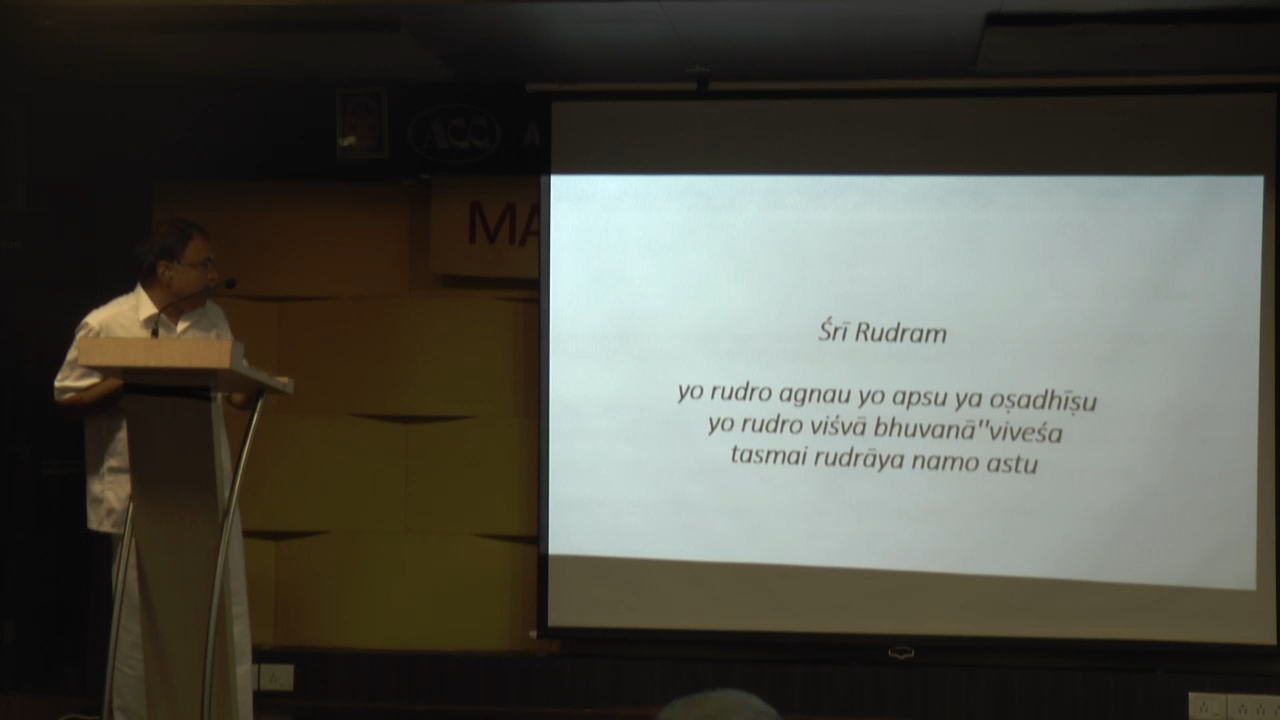 ACC
MA
Śrī Rudram
yo rudro agnau yo apsu ya oṣadhīṣu
yo rudro viśvā bhuvanā"viveśa
tasmai rudrāya namo astu